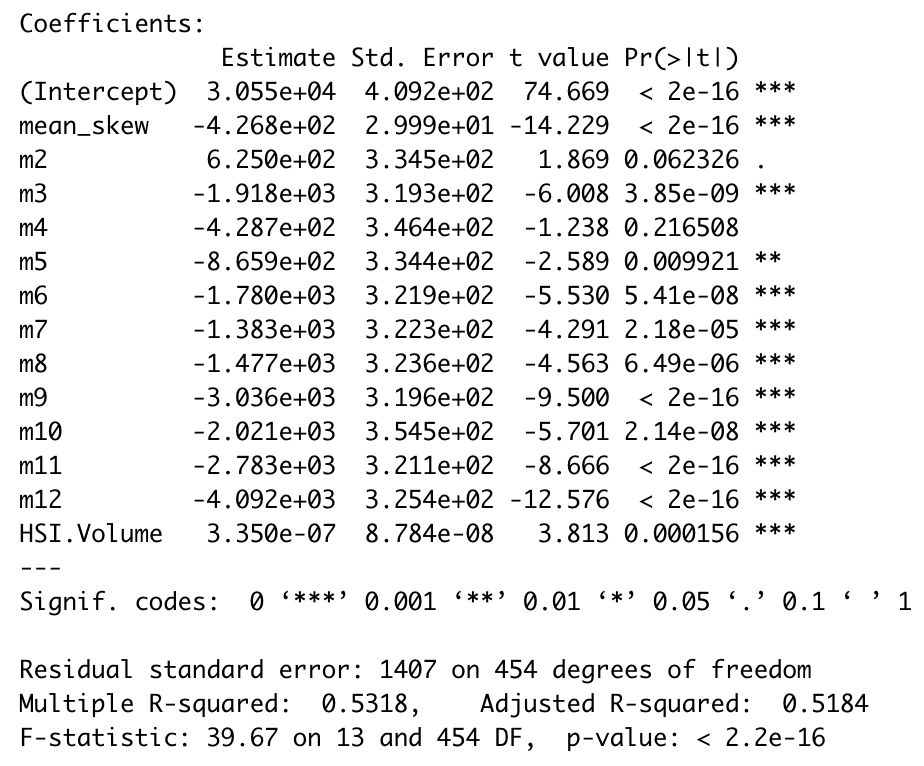 Coefficients:
              Estimate Std. Error t value Pr(>|t|)
(Intercept)  3.055e+04  4.092e+02  74.669  < 2e-16 ***
mean_skew   -4.268e+02  2.999e+01 -14.229  < 2e-16 ***
m2           6.250e+02  3.345e+02   1.869 0.062326 .
m3          -1.918e+03  3.193e+02  -6.008 3.85e-09 ***
m4          -4.287e+02  3.464e+02  -1.238 0.216508
m5          -8.659e+02  3.344e+02  -2.589 0.009921 **
m6          -1.780e+03  3.219e+02  -5.530 5.41e-08 ***
m7          -1.383e+03  3.223e+02  -4.291 2.18e-05 ***
m8          -1.477e+03  3.236e+02  -4.563 6.49e-06 ***
m9          -3.036e+03  3.196e+02  -9.500  < 2e-16 ***
m10         -2.021e+03  3.545e+02  -5.701 2.14e-08 ***
m11         -2.783e+03  3.211e+02  -8.666  < 2e-16 ***
m12         -4.092e+03  3.254e+02 -12.576  < 2e-16 ***
HSI.Volume   3.350e-07  8.784e-08   3.813 0.000156 ***
---
Signif. codes:  0 ‘***’ 0.001 ‘**’ 0.01 ‘*’ 0.05 ‘.’ 0.1 ‘ ’ 1
Residual standard error: 1407 on 454 degrees of freedom
Multiple R-squared:  0.5318,    Adjusted R-squared:  0.5184
F-statistic: 39.67 on 13 and 454 DF,  p-value: < 2.2e-16